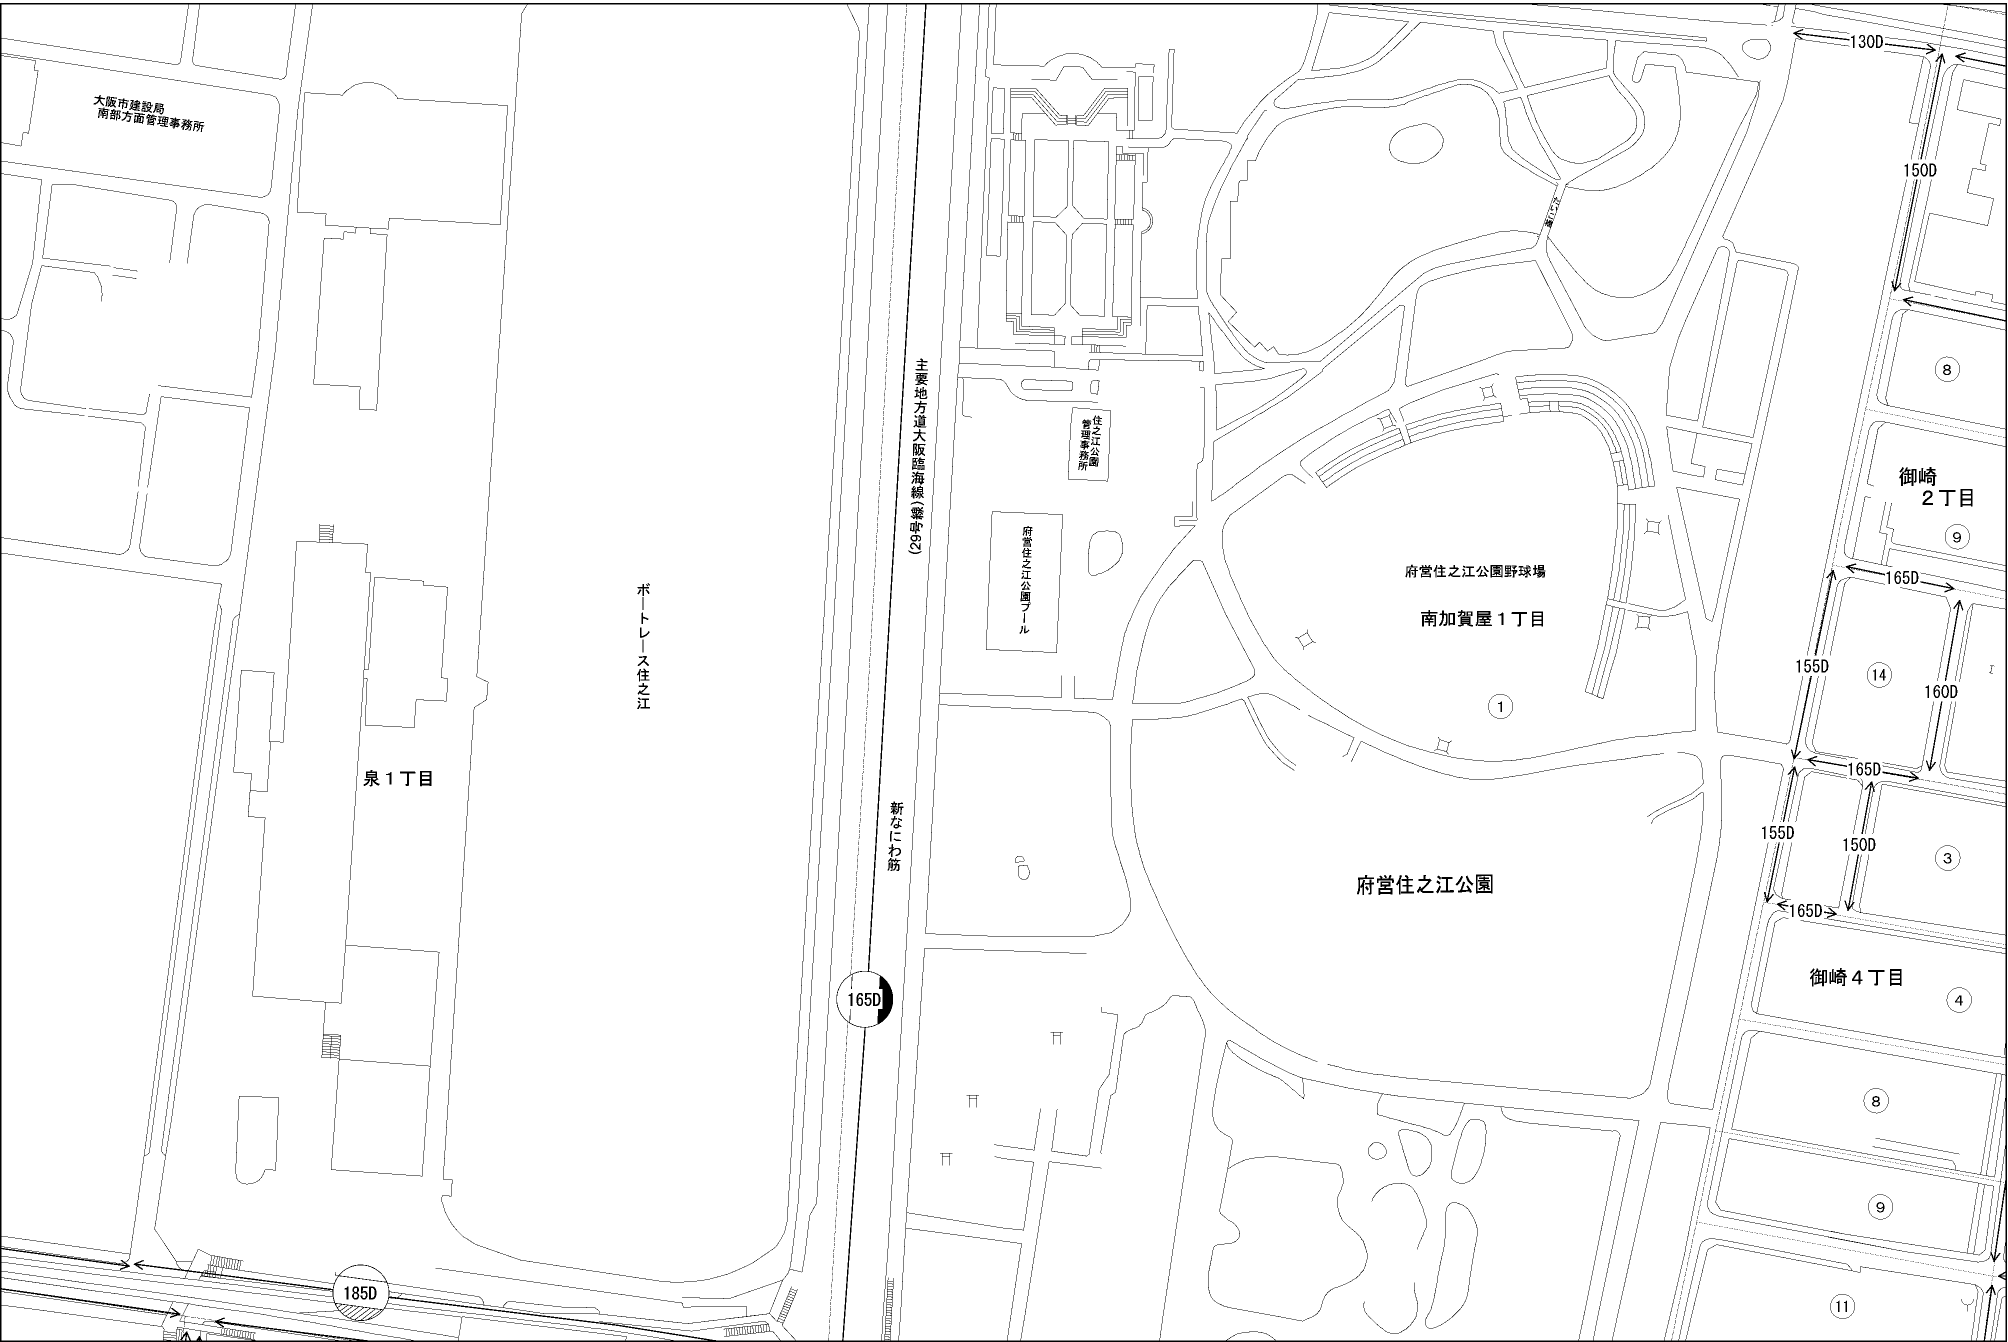 130D
大阪市建設局
南部方面管理事務所
150D
主要地方道大阪臨海線(29号線)
8
住之江公園
管理事務所
御崎
2丁目
9
府営住之江公園プール
府営住之江公園野球場
165D
南加賀屋1丁目
ボートレース住之江
155D
14
160D
1
泉1丁目
165D
新なにわ筋
155D
150D
3
府営住之江公園
165D
御崎4丁目
165D
4
8
9
185D
11